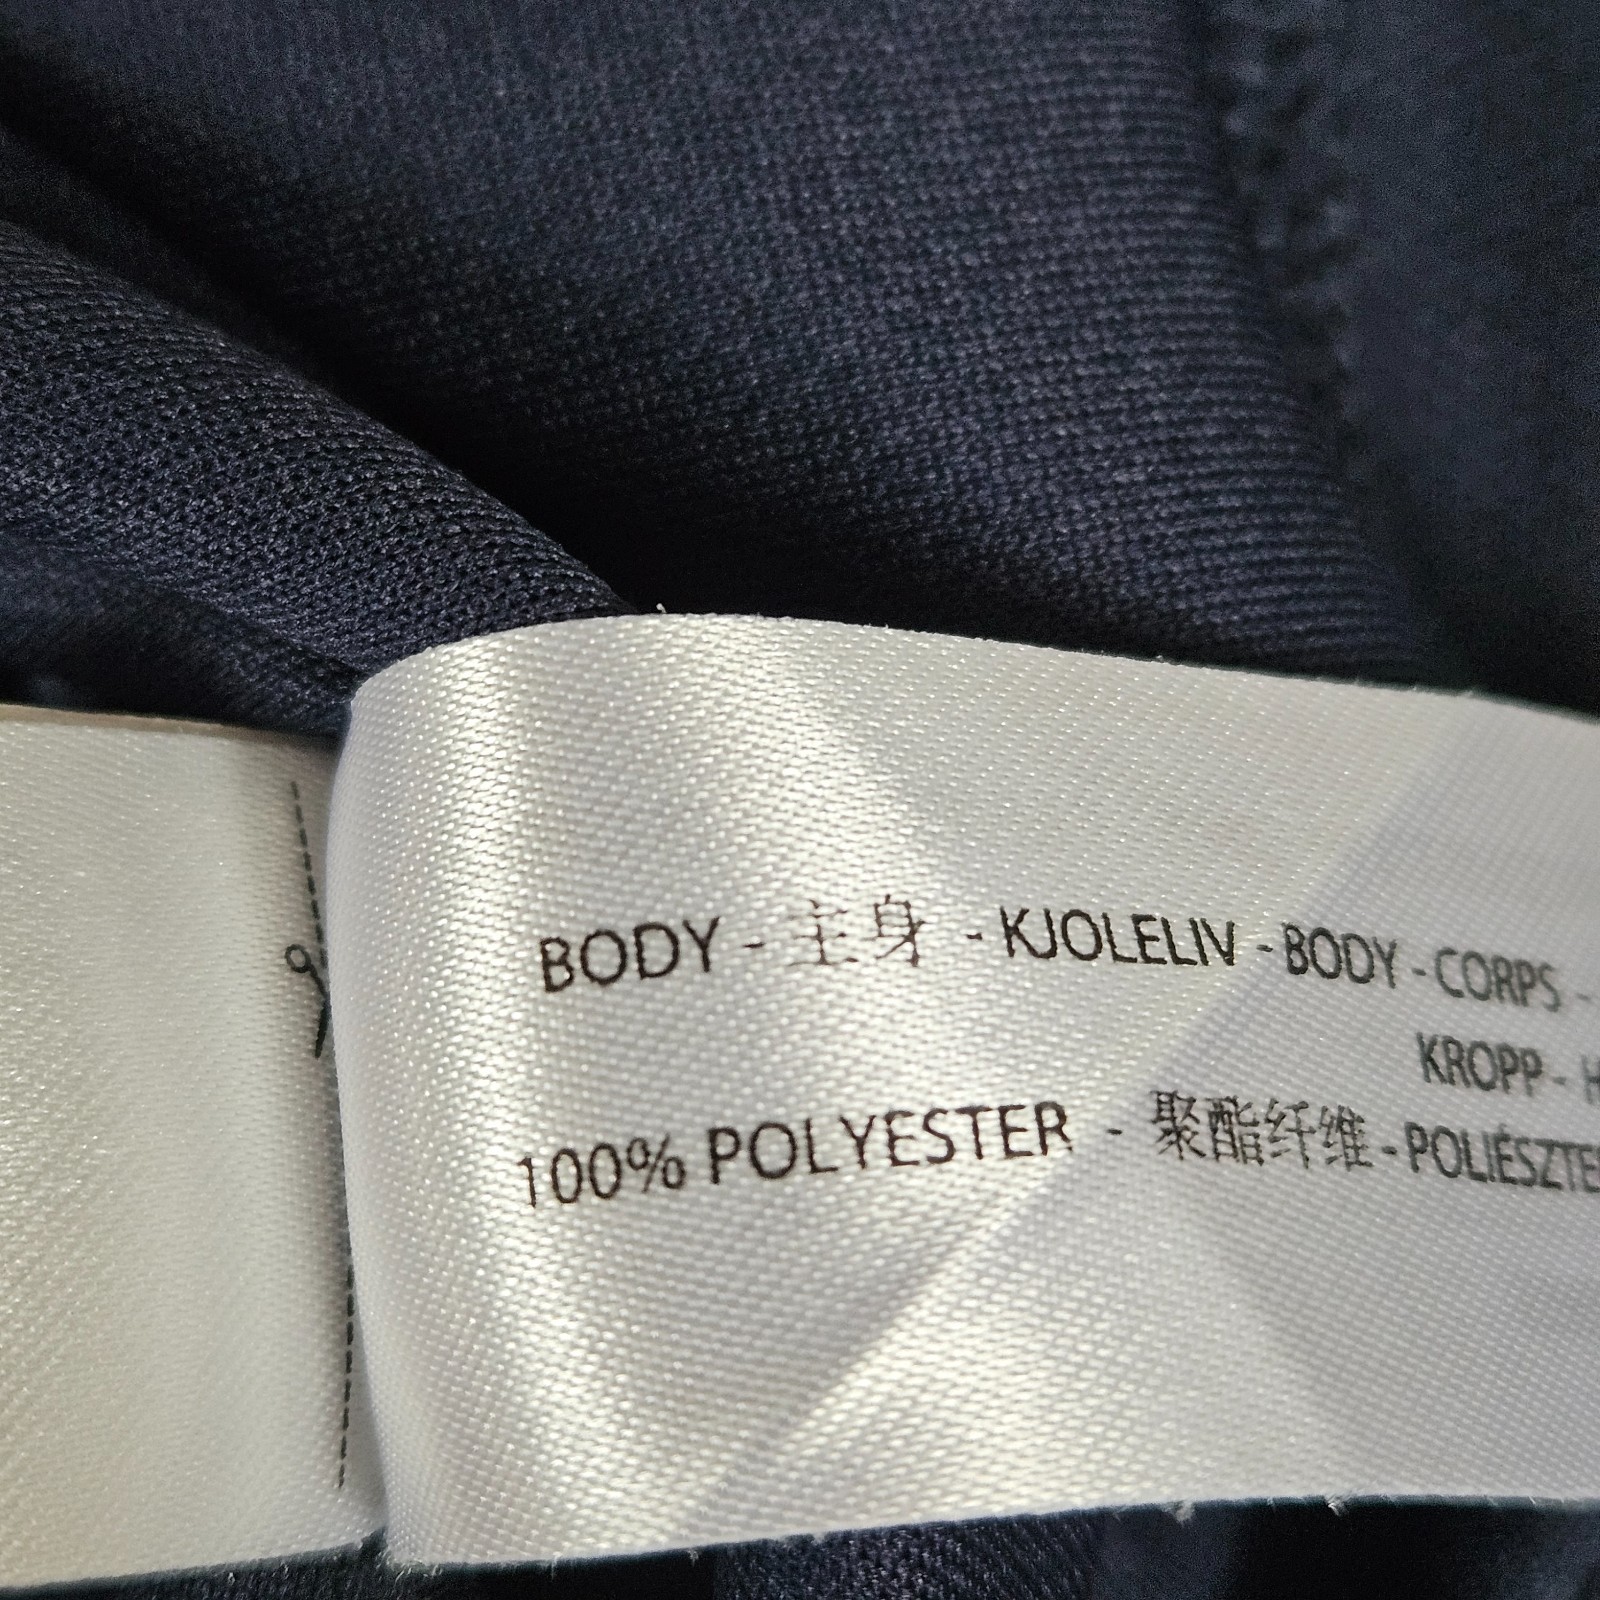 BODY - 主身 - KJOLELIV - BODY - CORPS -
KROPP -
100% POLYESTER - 聚酯纤维 - POLIÉSZTE